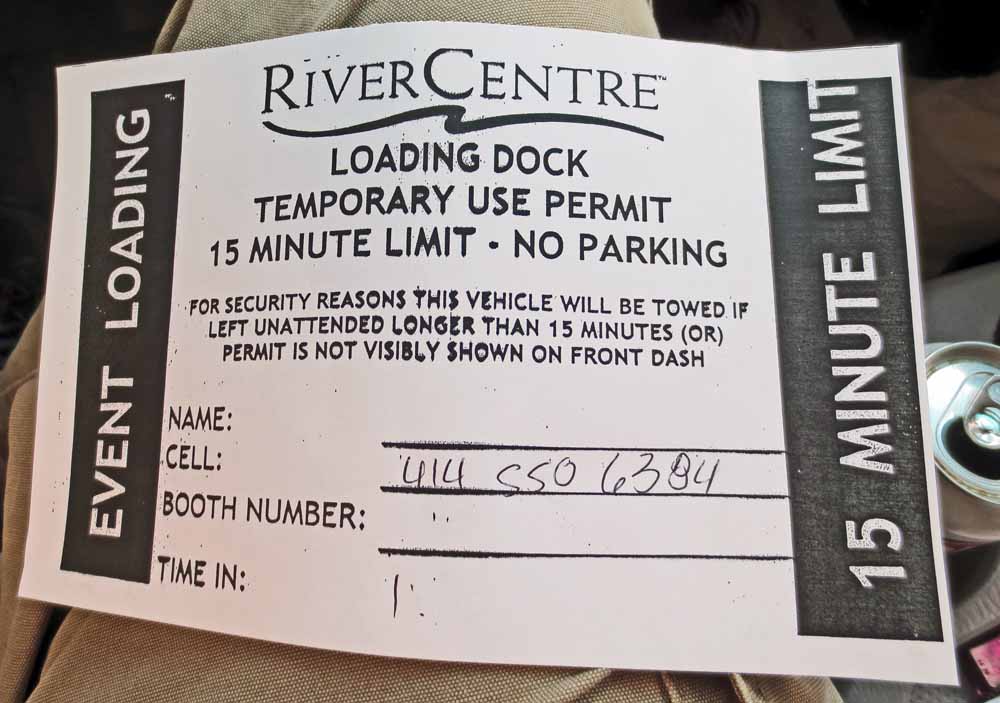 RIVERCENTRE™
LOADING DOCK
TEMPORARY USE PERMIT
15 MINUTE LIMIT • NO PARKING
FOR SECURITY REASONS THIS VEHICLE WILL BE TOWED IF
LEFT UNATTENDED LONGER THAN 15 MINUTES (OR)
PERMIT IS NOT VISIBLY SHOWN ON FRONT DASH
NAME:
CELL: 414 550 6384
BOOTH NUMBER:
TIME IN: 1:
EVENT LOADING
15 MINUTE LIMIT